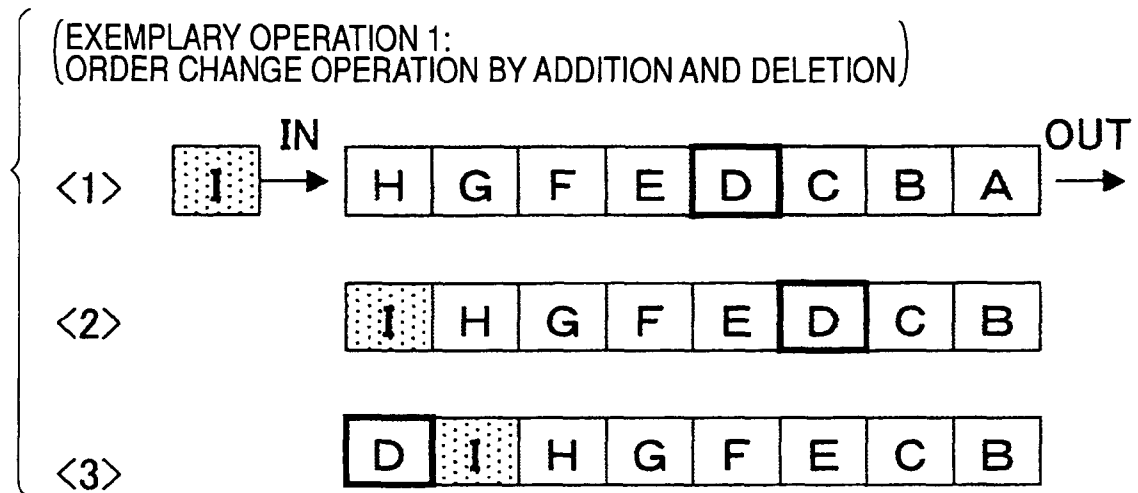 (EXEMPLARY OPERATION 1:
(ORDER CHANGE OPERATION BY ADDITION AND DELETION)
IN OUT
<1> I H G F E D C B A
<2> I H G F E D C B
<3> D I H G F E C B